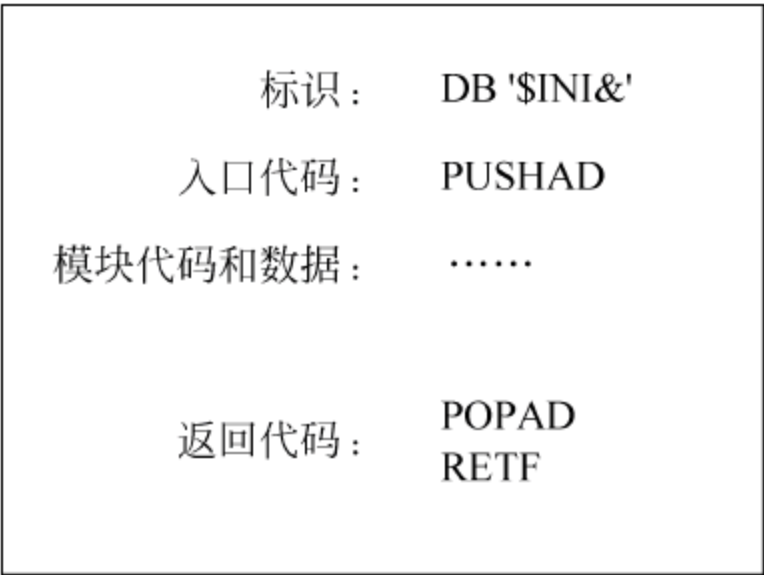 标识： DB '$INI&'
入口代码： PUSHAD
模块代码和数据： ……
返回代码： POPAD
RETF